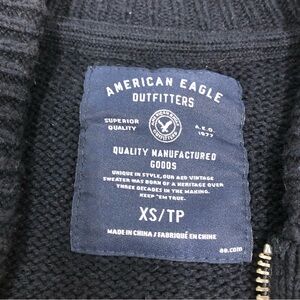 AMERICAN EAGLE
OUTFITTERS
SUPERIOR
QUALITY
A.E.O.
1977
QUALITY MANUFACTURED
GOODS
UNIQUE IN STYLE, OUR AEO VINTAGE
SWEATER WAS BORN OF A HERITAGE OVER
THREE DECADES IN THE MAKING.
KEEP 'EM TRUE.
XS/TP
MADE IN CHINA / FABRIQUÉ EN CHINE
ae.com